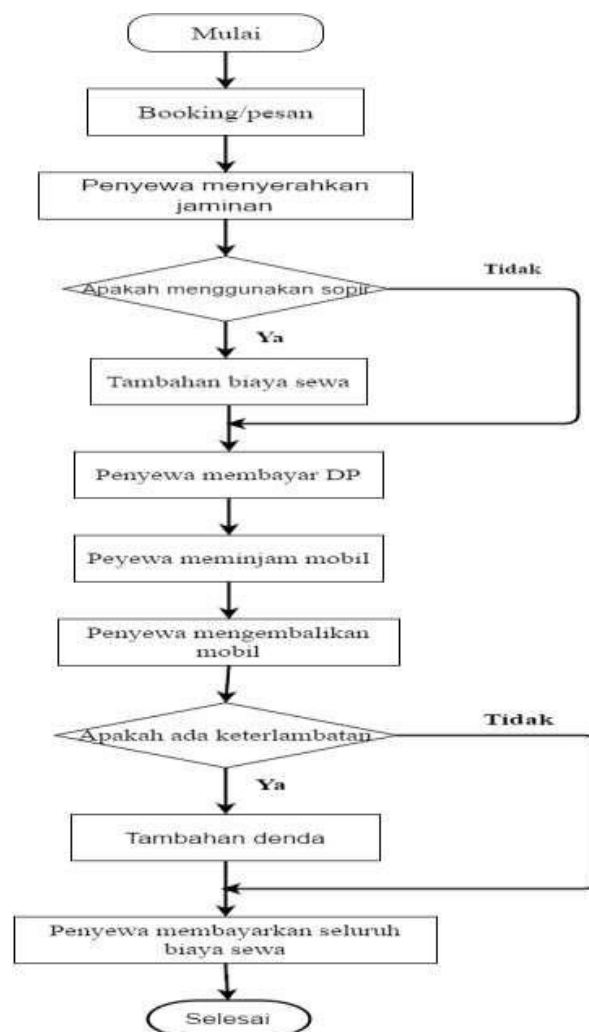 Mulai
Booking/pesan
Penyewa menyerahkan
jaminan
Apakah menggunakan sopir
Tidak
Ya
Tambahan biaya sewa
Penyewa membayar DP
Peyewa meminjam mobil
Penyewa mengembalikan
mobil
Apakah ada keterlambatan
Tidak
Ya
Tambahan denda
Penyewa membayarkan seluruh
biaya sewa
Selesai